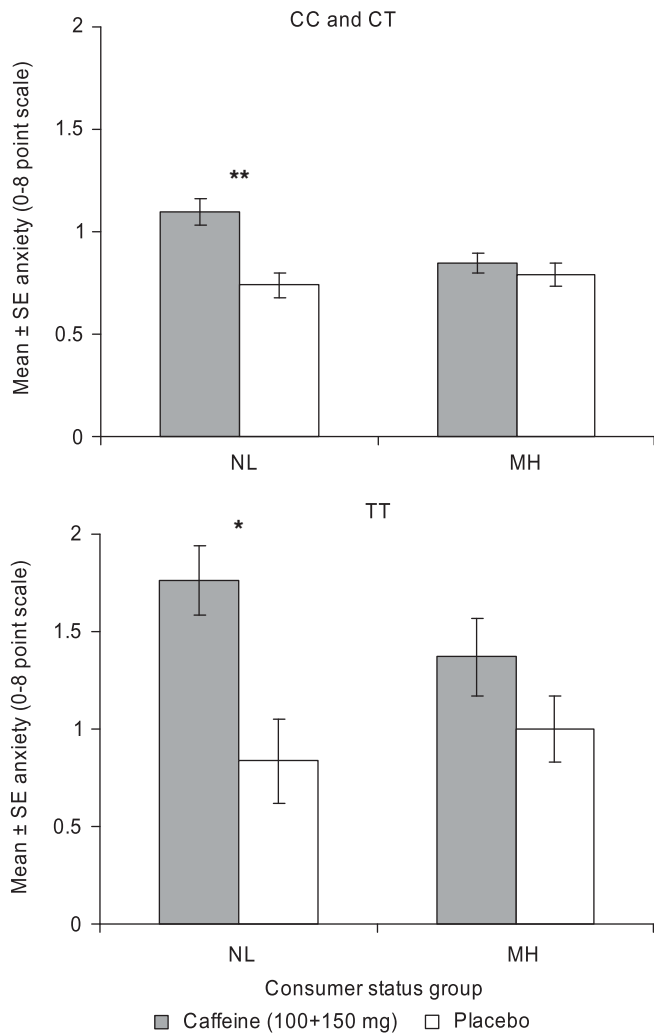 CC and CT
2
1.5
1
0.5
0
Mean ± SE anxiety (0-8 point scale)
**
NL
MH
TT
2
1.5
1
0.5
0
Mean ± SE anxiety (0-8 point scale)
*
NL
MH
Consumer status group
Caffeine (100+150 mg) Placebo